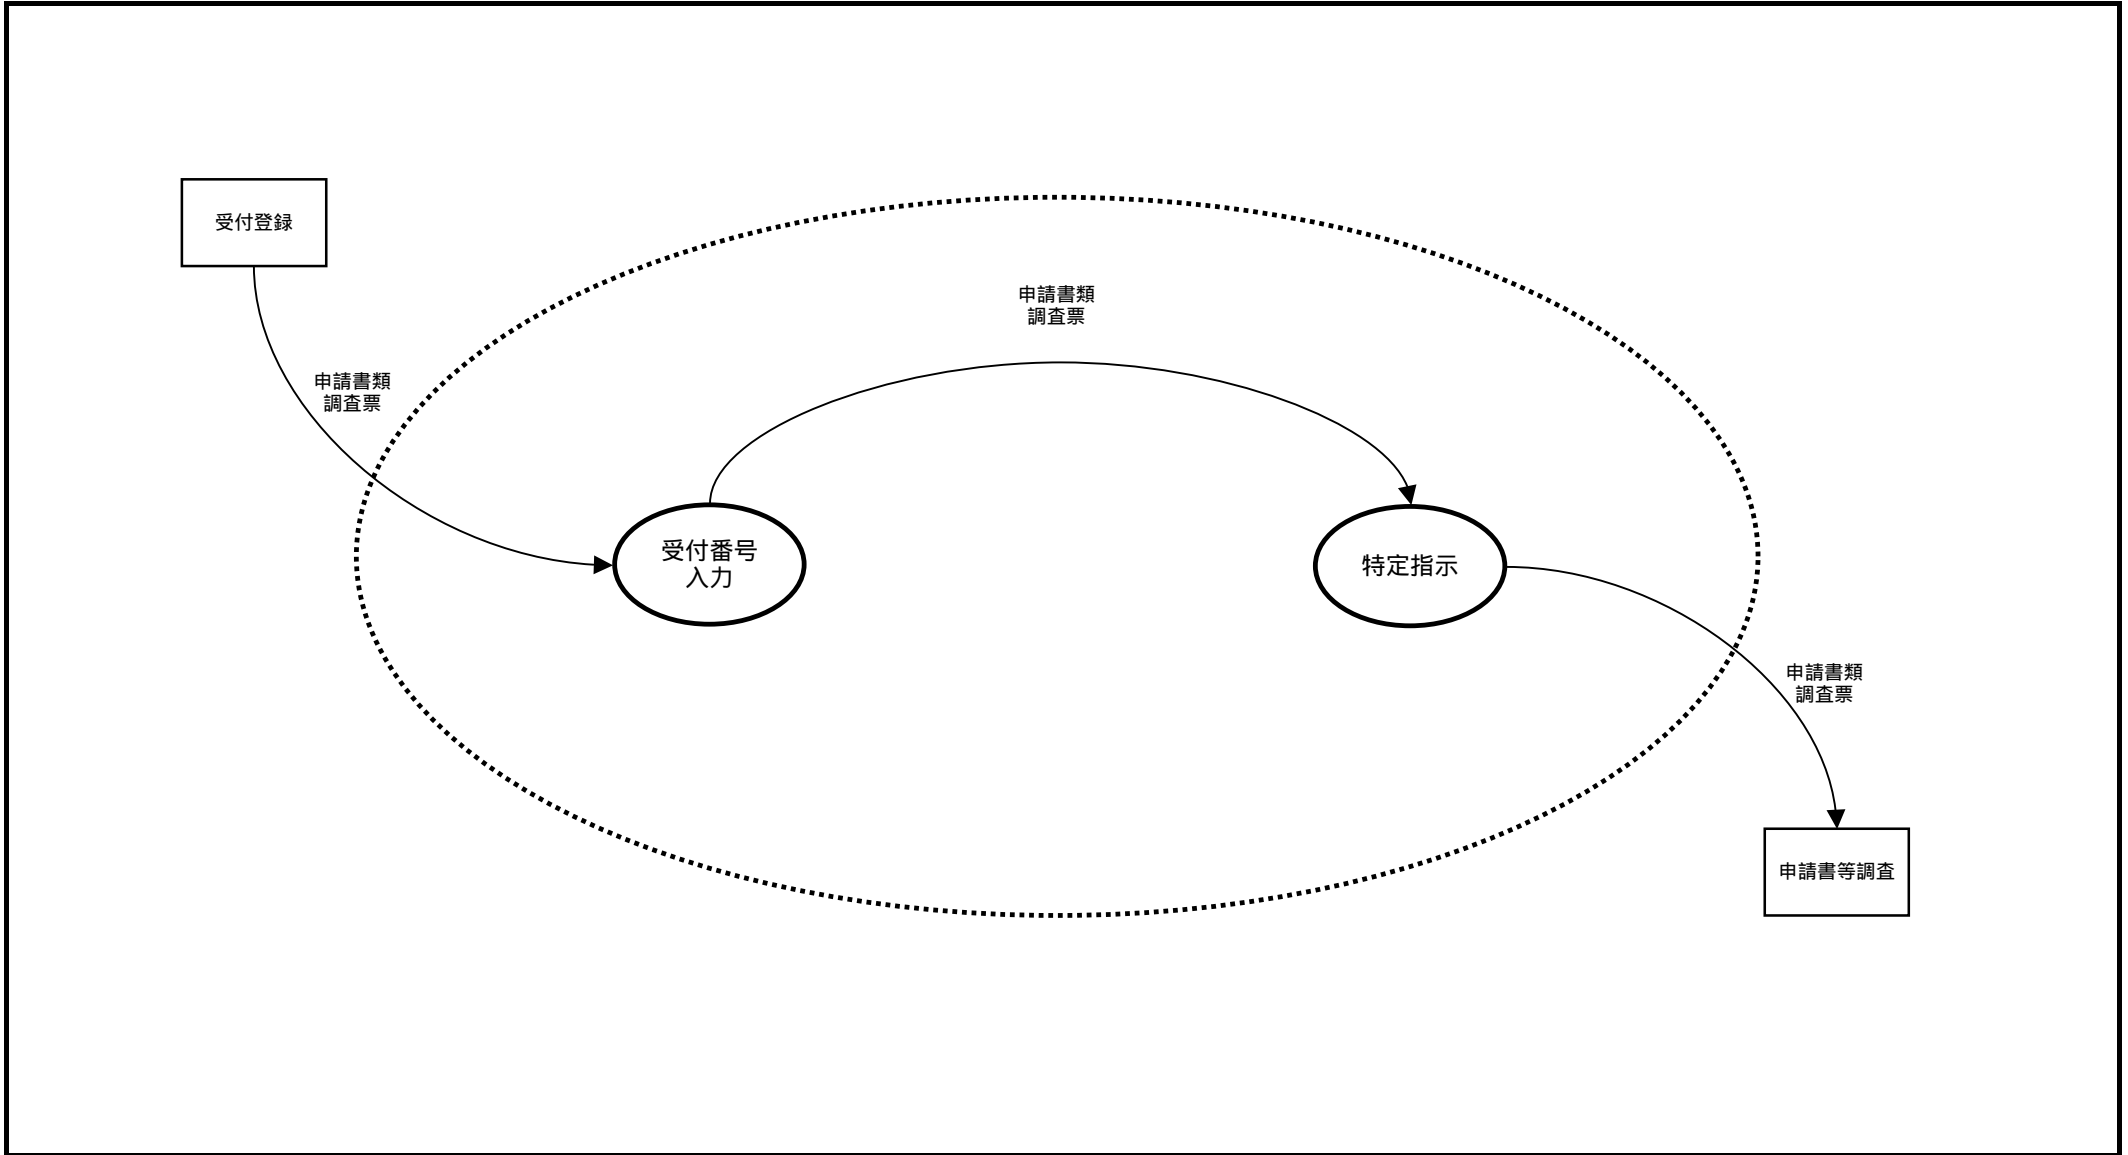 受付登録
申請書類
調査票
申請書類
調査票
受付番号
入力
特定指示
申請書類
調査票
申請書等調査